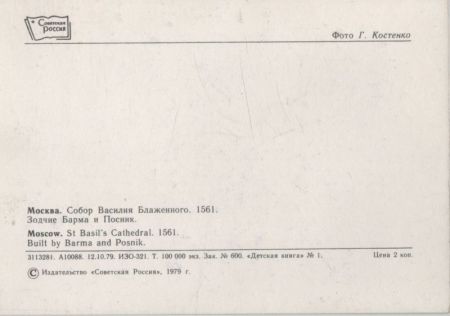 Советская
Россия
Фото Г. Костенко
Москва. Собор Василия Блаженного. 1561.
Зодчие Барма и Посник.
Moscow. St Basil's Cathedral. 1561.
Built by Barma and Posnik.
3113281. А10088. 12.10.79. ИЗО-321. Т. 100 000 экз. Зак. № 600. «Детская книга» № 1. Цена 2 коп.
© Издательство «Советская Россия», 1979 г.